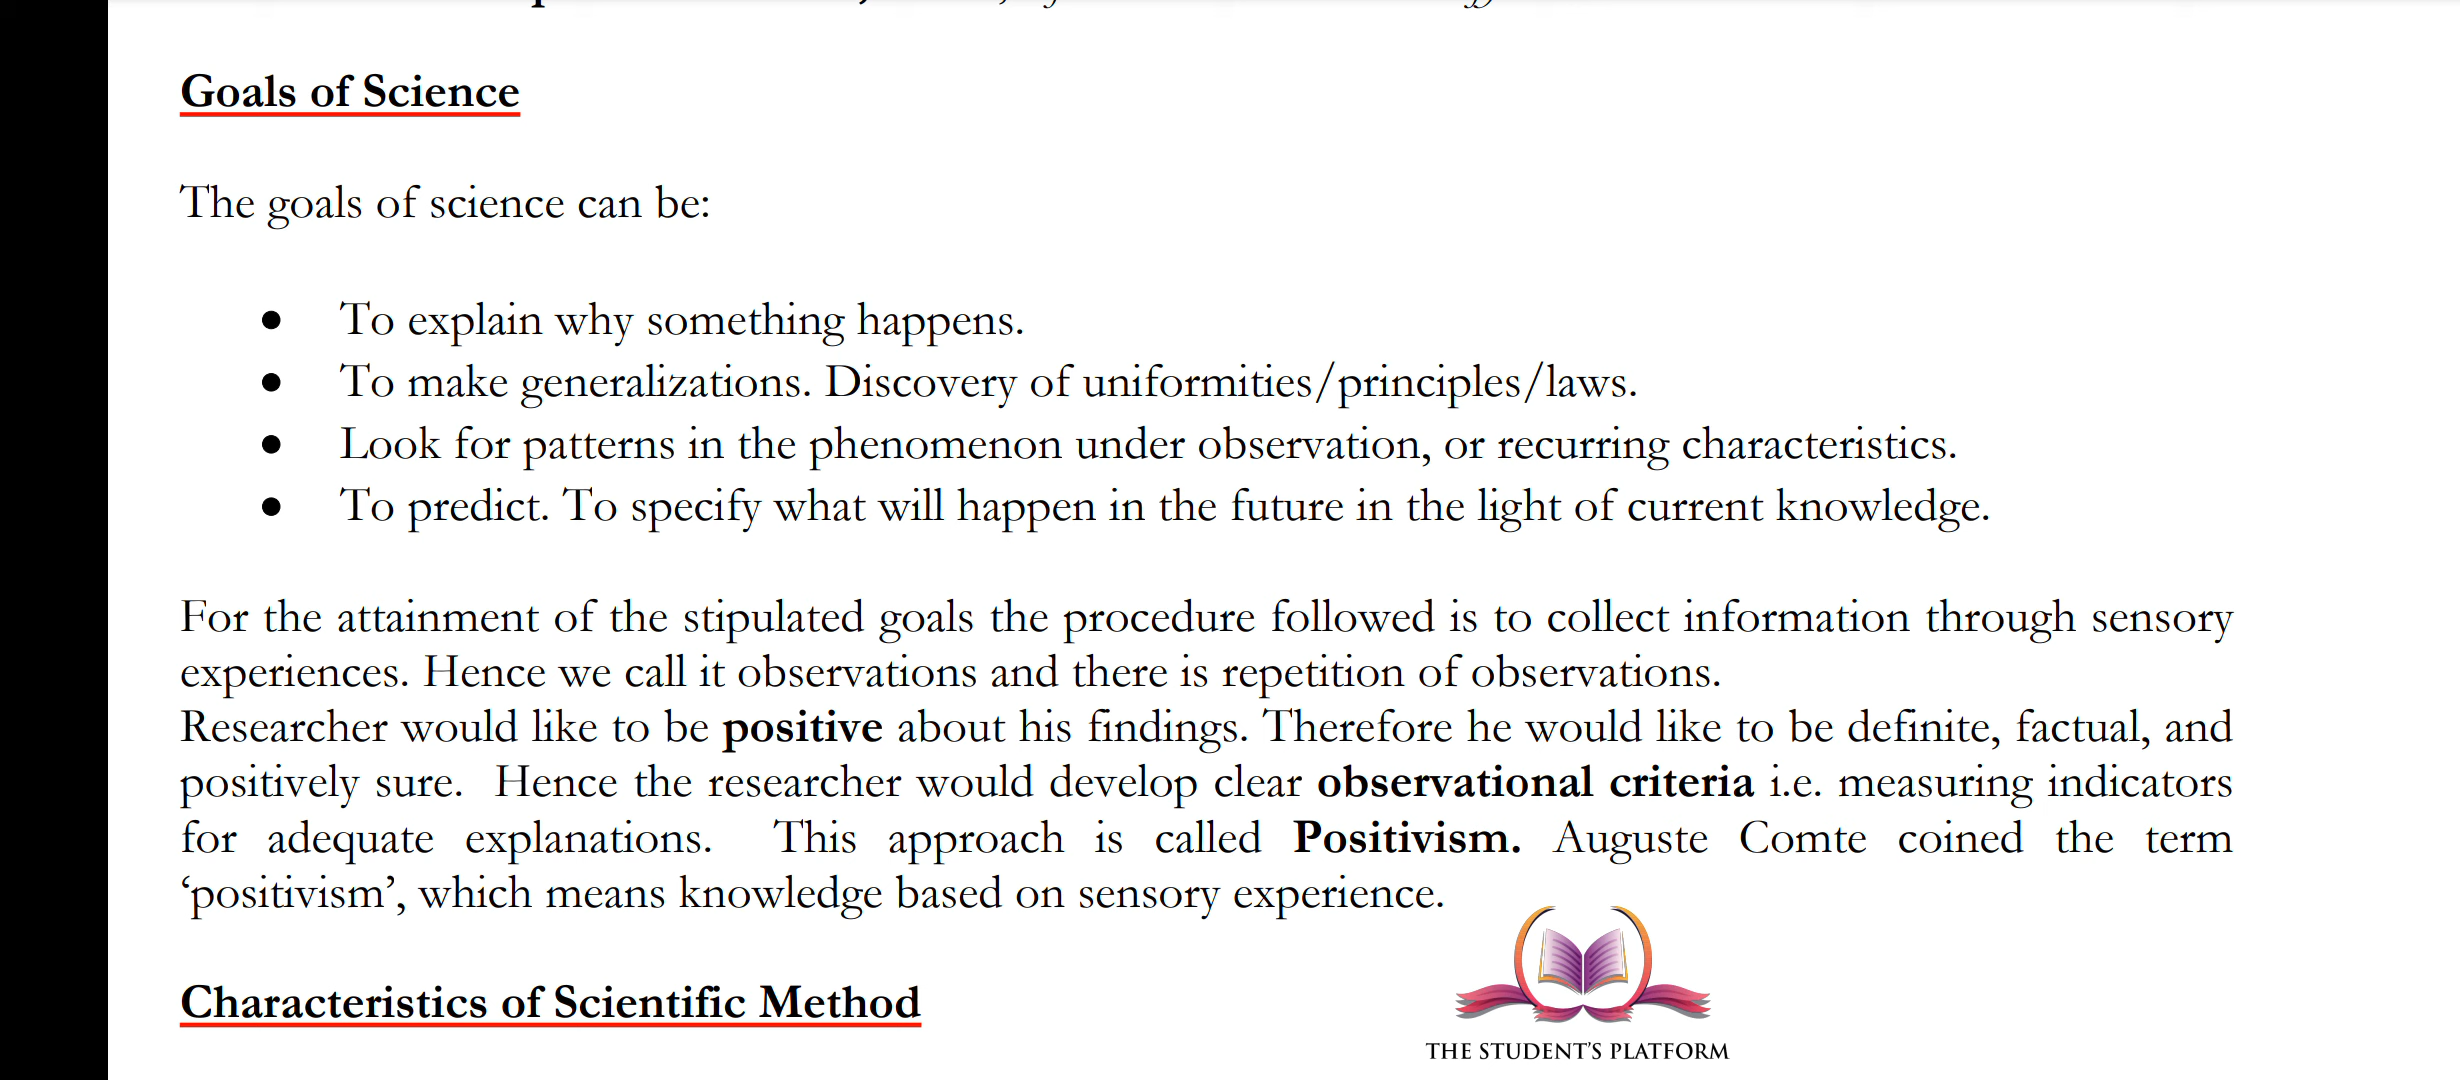 Goals of Science
The goals of science can be:
• To explain why something happens.
• To make generalizations. Discovery of uniformities/principles/laws.
• Look for patterns in the phenomenon under observation, or recurring characteristics.
• To predict. To specify what will happen in the future in the light of current knowledge.
For the attainment of the stipulated goals the procedure followed is to collect information through sensory
experiences. Hence we call it observations and there is repetition of observations.
Researcher would like to be positive about his findings. Therefore he would like to be definite, factual, and
positively sure. Hence the researcher would develop clear observational criteria i.e. measuring indicators
for adequate explanations. This approach is called Positivism. Auguste Comte coined the term
‘positivism’, which means knowledge based on sensory experience.
Characteristics of Scientific Method
THE STUDENT'S PLATFORM